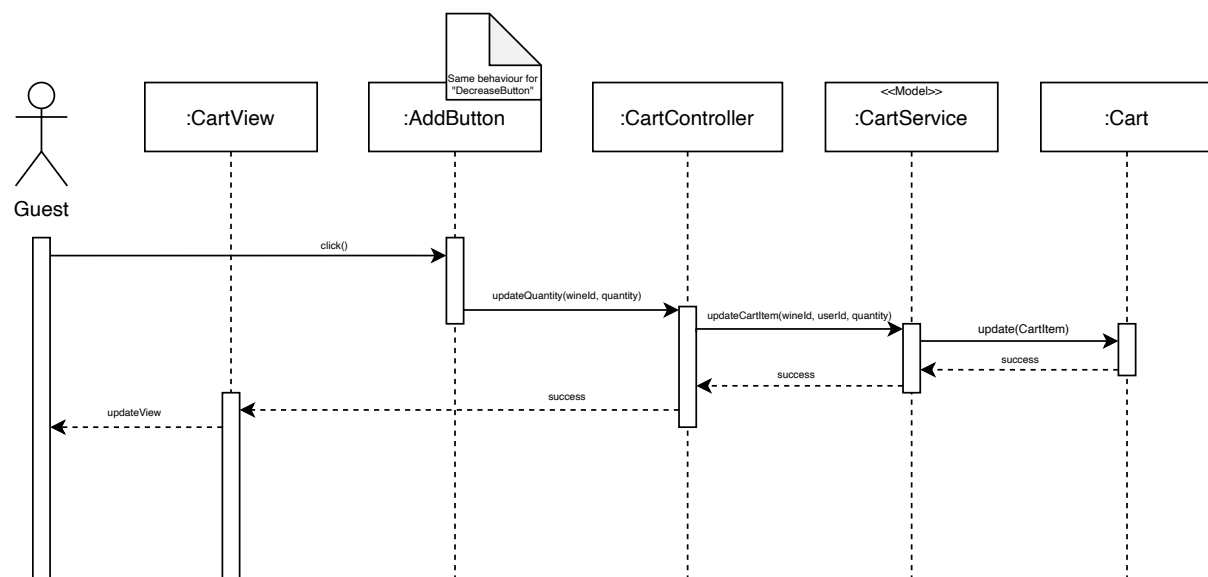 Same behaviour for
"DecreaseButton"
<<Model>>
:CartView
:AddButton
:CartController
:CartService
:Cart
Guest
click()
updateQuantity(wineId, quantity)
updateCartItem(wineId, userId, quantity)
update(CartItem)
success
success
success
updateView